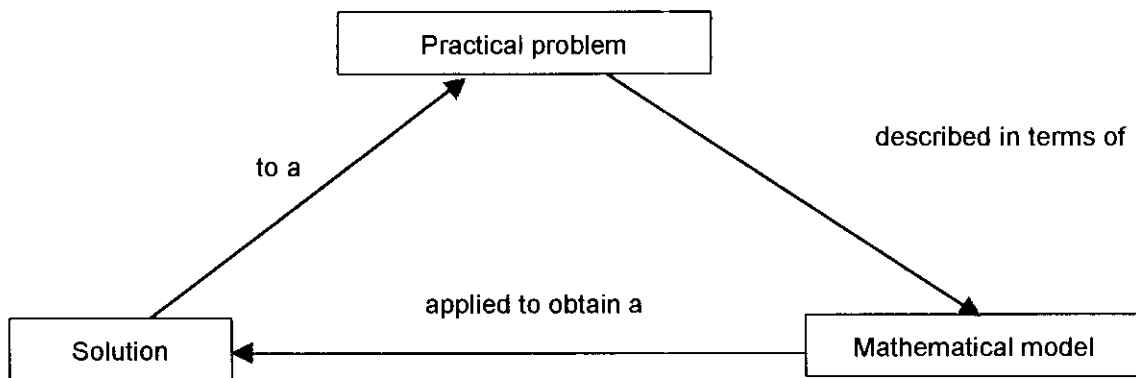 Practical problem
described in terms of
to a
applied to obtain a
Solution
Mathematical model